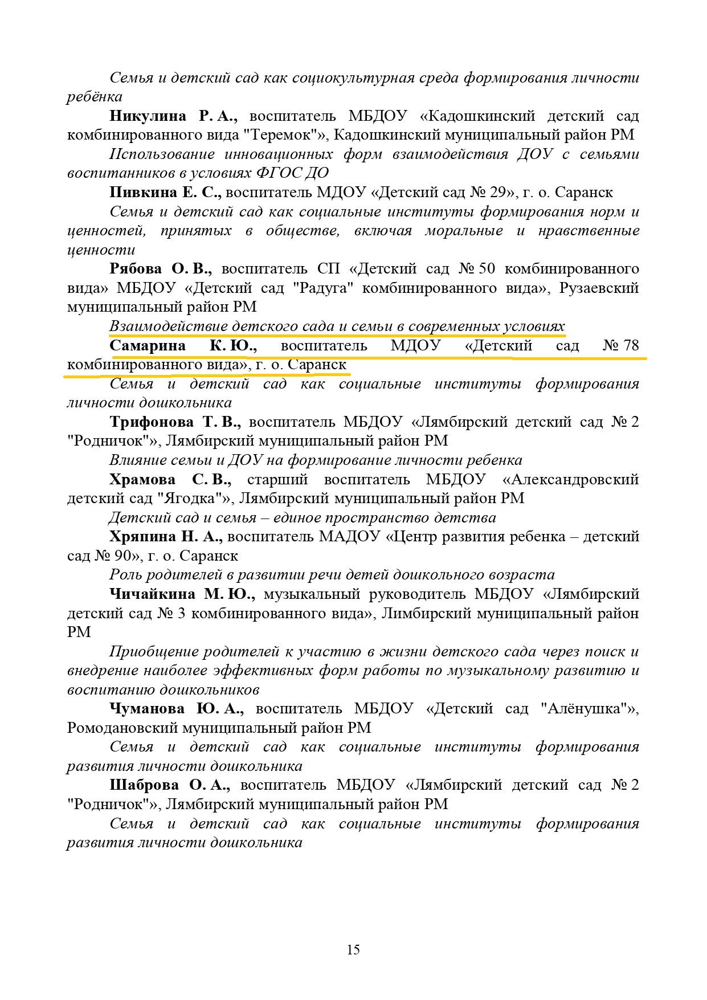 Семья и детский сад как социокультурная среда формирования личности
ребёнка
Никулина Р. А., воспитатель МБДОУ «Кадошкинский детский сад
комбинированного вида "Теремок"», Кадошкинский муниципальный район РМ
Использование инновационных форм взаимодействия ДОУ с семьями
воспитанников в условиях ФГОС ДО
Пивкина Е. С., воспитатель МДОУ «Детский сад № 29», г. о. Саранск
Семья и детский сад как социальные институты формирования норм и
ценностей, принятых в обществе, включая моральные и нравственные
ценности
Рябова О. В., воспитатель СП «Детский сад № 50 комбинированного
вида» МБДОУ «Детский сад "Радуга" комбинированного вида», Рузаевский
муниципальный район РМ
Взаимодействие детского сада и семьи в современных условиях
Самарина К. Ю., воспитатель МДОУ «Детский сад № 78
комбинированного вида», г. о. Саранск
Семья и детский сад как социальные институты формирования
личности дошкольника
Трифонова Т. В., воспитатель МБДОУ «Лямбирский детский сад № 2
"Родничок"», Лямбирский муниципальный район РМ
Влияние семьи и ДОУ на формирование личности ребенка
Храмова С. В., старший воспитатель МБДОУ «Александровский
детский сад "Ягодка"», Лямбирский муниципальный район РМ
Детский сад и семья – единое пространство детства
Хряпина Н. А., воспитатель МАДОУ «Центр развития ребенка – детский
сад № 90», г. о. Саранск
Роль родителей в развитии речи детей дошкольного возраста
Чичайкина М. Ю., музыкальный руководитель МБДОУ «Лямбирский
детский сад № 3 комбинированного вида», Лимбирский муниципальный район
РМ
Приобщение родителей к участию в жизни детского сада через поиск и
внедрение наиболее эффективных форм работы по музыкальному развитию и
воспитанию дошкольников
Чуманова Ю. А., воспитатель МБДОУ «Детский сад "Алёнушка"»,
Ромодановский муниципальный район РМ
Семья и детский сад как социальные институты формирования
развития личности дошкольника
Шаброва О. А., воспитатель МБДОУ «Лямбирский детский сад № 2
"Родничок"», Лямбирский муниципальный район РМ
Семья и детский сад как социальные институты формирования
развития личности дошкольника
15